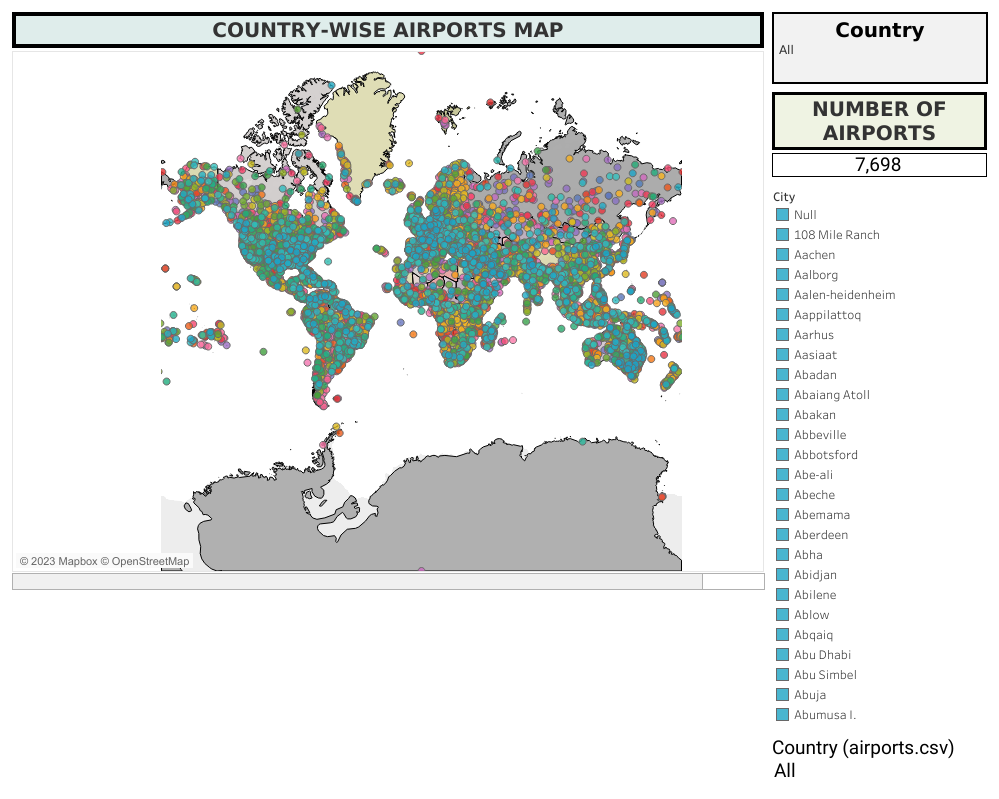 COUNTRY-WISE AIRPORTS MAP
Country
All
NUMBER OF
AIRPORTS
7,698
City
Null
108 Mile Ranch
Aachen
Aalborg
Aalen-heidenheim
Aappilattoq
Aarhus
Aasiaat
Abadan
Abaiang Atoll
Abakan
Abbeville
Abbotsford
Abe-ali
Abeche
Abemama
Aberdeen
Abha
Abidjan
Abilene
Ablow
Abqaiq
Abu Dhabi
Abu Simbel
Abuja
Abumusa I.
Country (airports.csv)
All
© 2023 Mapbox © OpenStreetMap